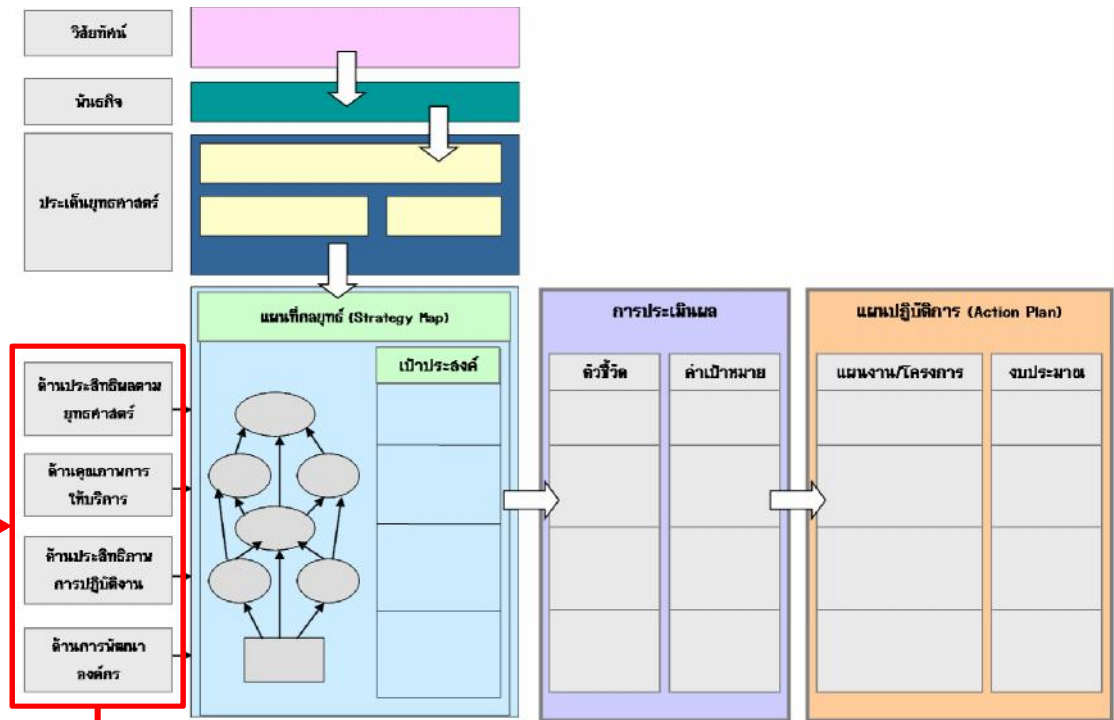 วิสัยทัศน์
พันธกิจ
ประเด็นยุทธศาสตร์
แผนที่กลยุทธ์ (Strategy Map)
เป้าประสงค์
การประเมินผล
ตัวชี้วัด
ค่าเป้าหมาย
แผนปฏิบัติการ (Action Plan)
แผนงาน/โครงการ
งบประมาณ
ด้านประสิทธิผลตาม
ยุทธศาสตร์
ด้านคุณภาพการ
ให้บริการ
ด้านประสิทธิภาพ
การปฏิบัติงาน
ด้านการพัฒนา
องค์กร